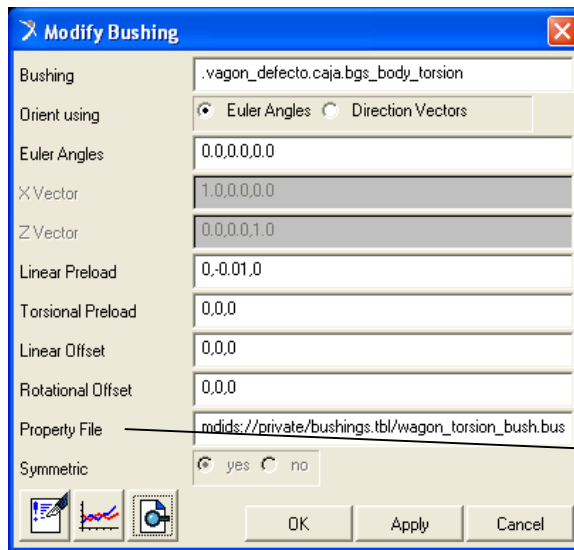 Modify Bushing
Bushing .vagon_defecto.caja.bgs_body_torsion
Orient using Euler Angles Direction Vectors
Euler Angles 0.0,0.0,0.0
X Vector 1.0,0.0,0.0
Z Vector 0.0,0.0,1.0
Linear Preload 0,-0.01,0
Torsional Preload 0,0,0
Linear Offset 0,0,0
Rotational Offset 0,0,0
Property File mdids://private/bushings.tbl/wagon_torsion_bush.bus
Symmetric yes no
OK Apply Cancel